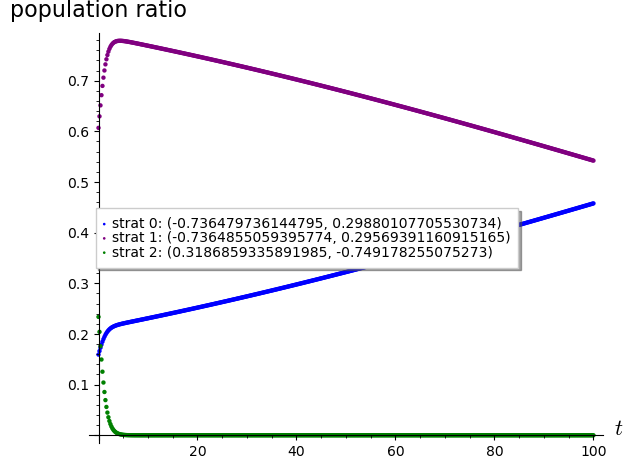 population ratio
0.7
0.6
0.5
strat 0: (-0.736479736144795, 0.29880107705530734)
0.4
strat 1: (-0.7364855059395774, 0.29569391160915165)
strat 2: (0.3186859335891985, -0.749178255075273)
0.3
0.2
0.1
t
20 40 60 80 100